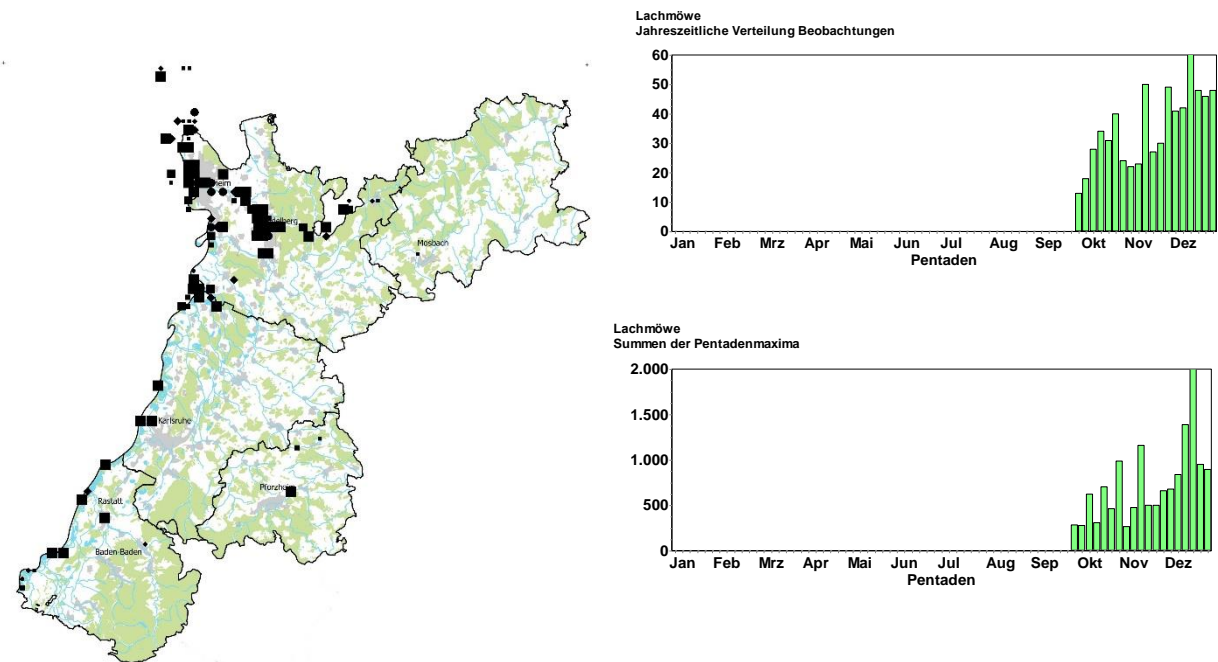 Lachmöwe
Jahreszeitliche Verteilung Beobachtungen
60
50
40
30
20
10
0
Jan Feb Mrz Apr Mai Jun Jul Aug Sep Okt Nov Dez
Pentaden
Lachmöwe
Summen der Pentadenmaxima
2.000
1.500
1.000
500
0
Jan Feb Mrz Apr Mai Jun Jul Aug Sep Okt Nov Dez
Pentaden
heim
delberg
Mosbach
Karlsruhe
Pforzheim
Rastatt
Baden-Baden